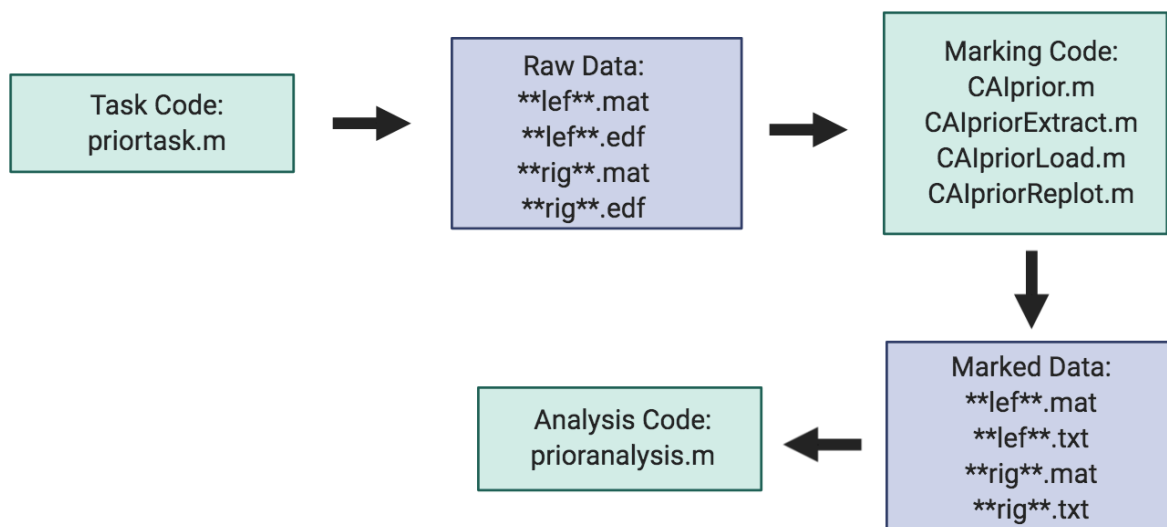 Task Code:
priortask.m
Raw Data:
**lef**.mat
**lef**.edf
**rig**.mat
**rig**.edf
Marking Code:
CAIprior.m
CAIpriorExtract.m
CAIpriorLoad.m
CAIpriorReplot.m
Marked Data:
**lef**.mat
**lef**.txt
**rig**.mat
**rig**.txt
Analysis Code:
prioranalysis.m